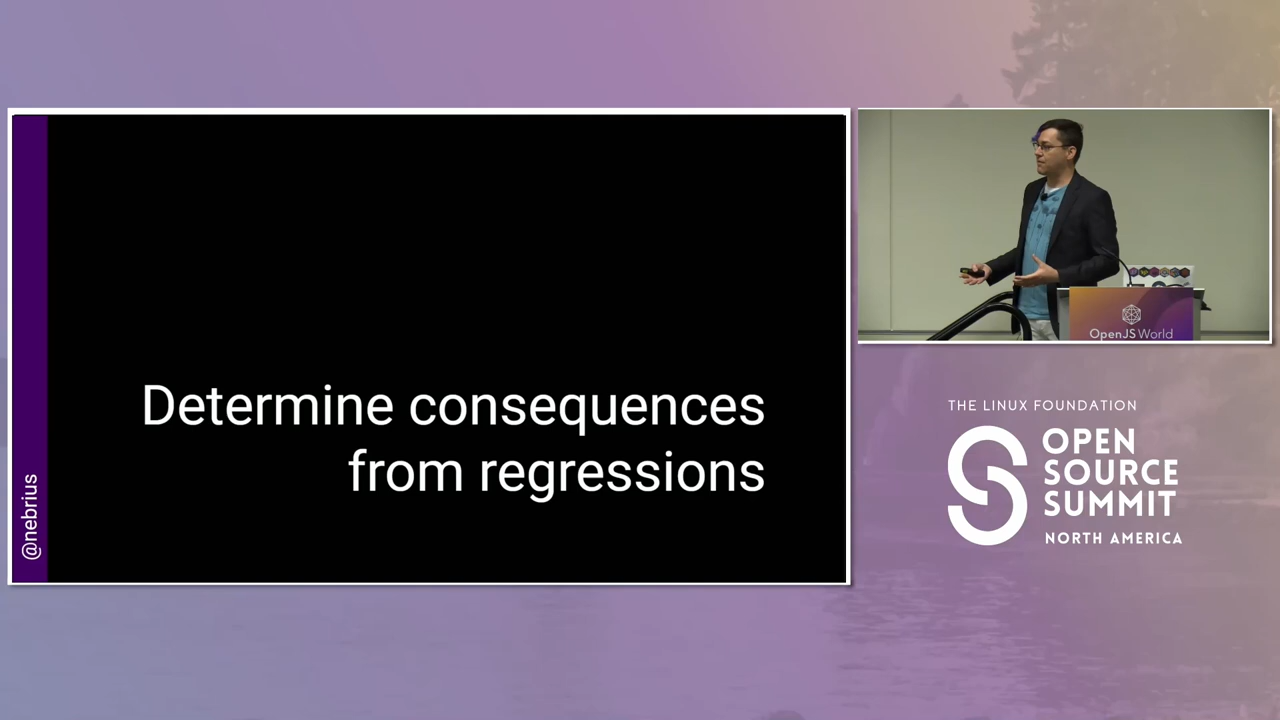 Determine consequences
from regressions
@nebrius
OpenJS World
THE LINUX FOUNDATION
OPEN
SOURCE
SUMMIT
NORTH AMERICA